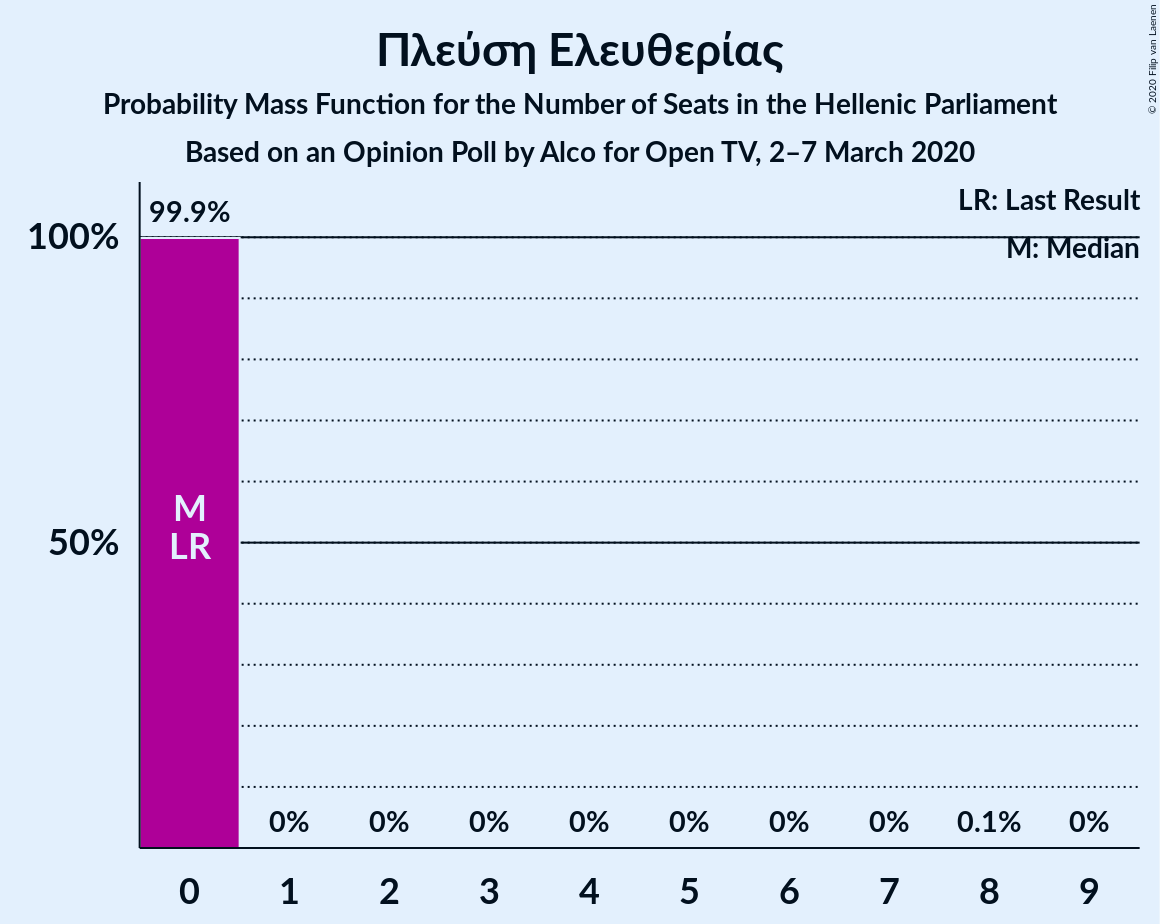 Πλεύση Ελευθερίας
Probability Mass Function for the Number of Seats in the Hellenic Parliament
Based on an Opinion Poll by Alco for Open TV, 2–7 March 2020
© 2020 Filip van Laenen
LR: Last Result
M: Median
99.9%
100%
M
LR
50%
0% 0% 0% 0% 0% 0% 0% 0.1% 0%
0 1 2 3 4 5 6 7 8 9